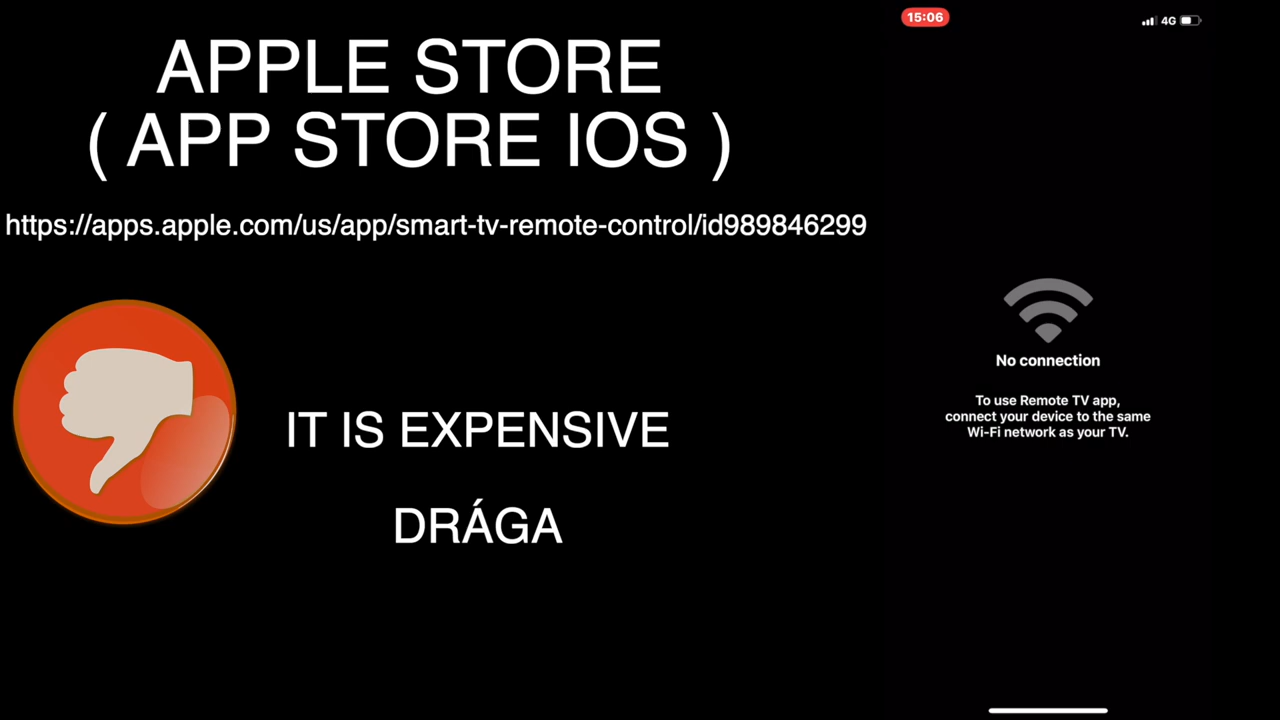 APPLE STORE
( APP STORE IOS )
https://apps.apple.com/us/app/smart-tv-remote-control/id989846299
IT IS EXPENSIVE
DRÁGA
15:06
4G
No connection
To use Remote TV app,
connect your device to the same
Wi-Fi network as your TV.